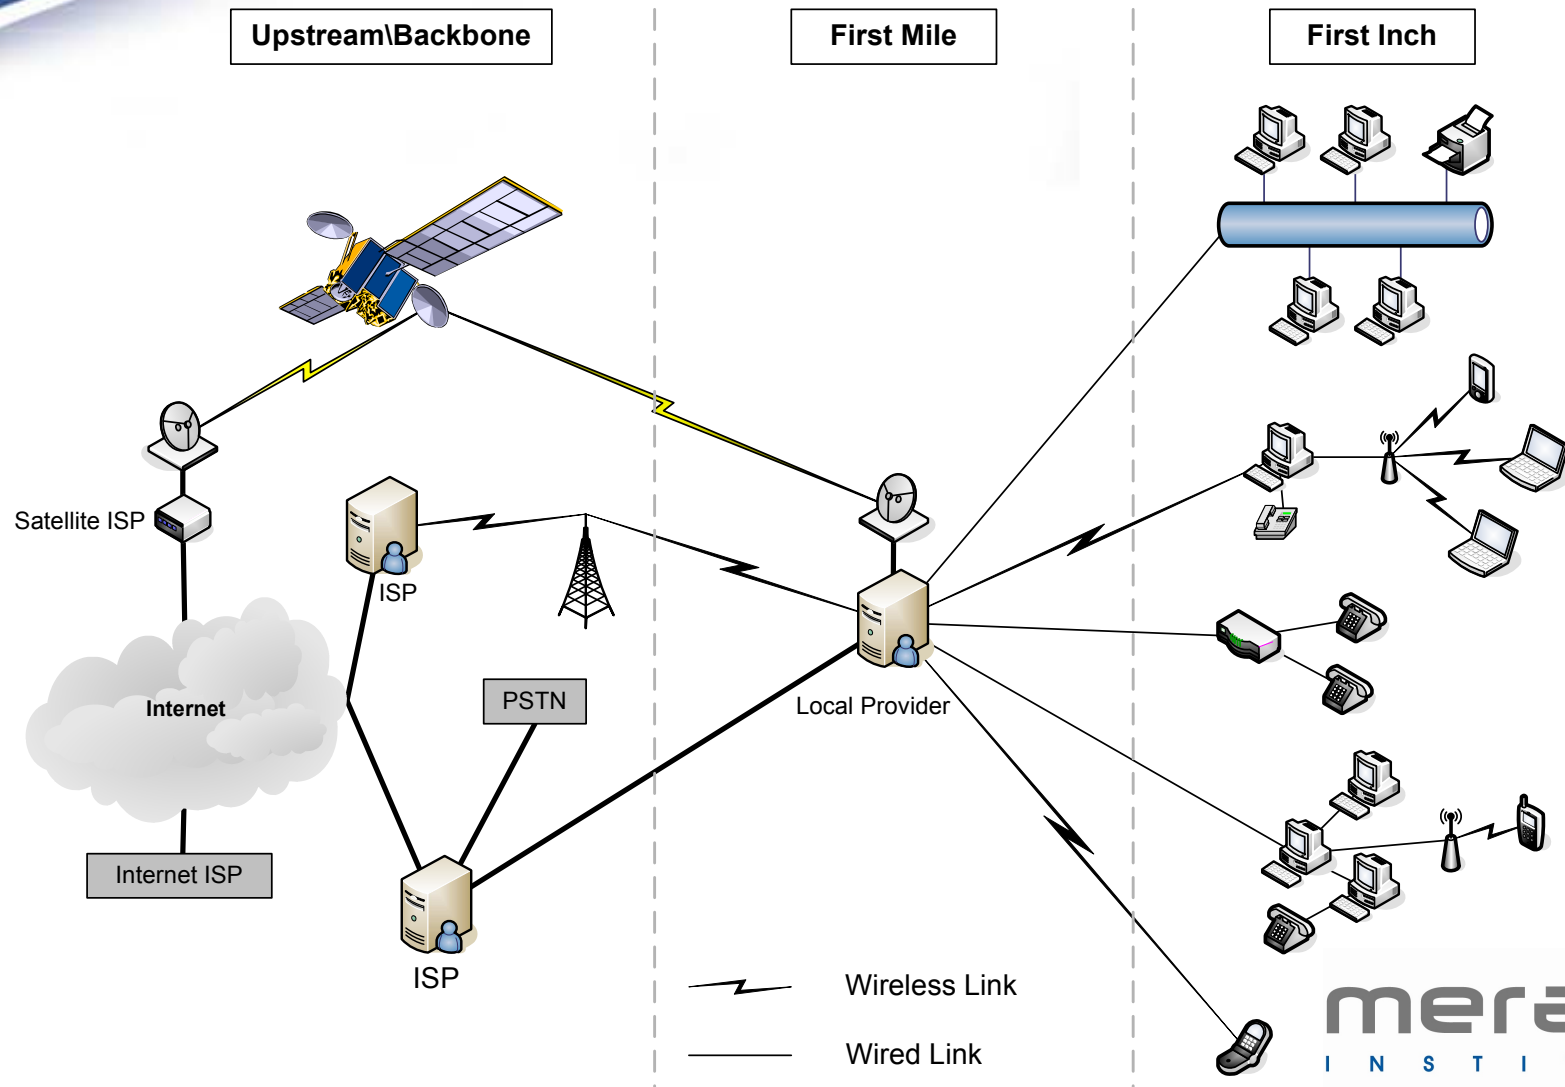 Upstream\Backbone
First Mile
First Inch
Satellite ISP
ISP
Internet
PSTN
Local Provider
Internet ISP
ISP
Wireless Link
Wired Link
I N S T I